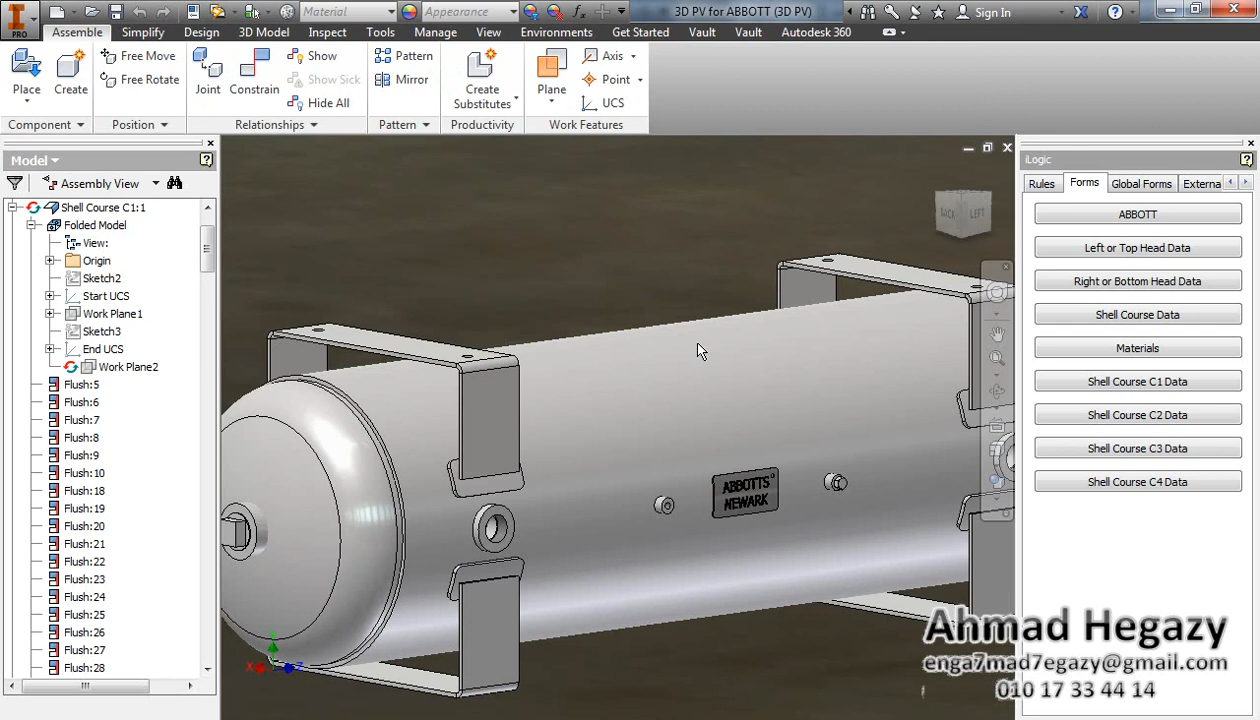 Material
Appearance
fx
3D PV for ABBOTT (3D PV)
Sign In
PRO
Assemble
Simplify
Design
3D Model
Inspect
Tools
Manage
View
Environments
Get Started
Vault
Vault
Autodesk 360
Place
Create
Free Move
Free Rotate
Joint
Constrain
Show
Show Sick
Hide All
Pattern
Mirror
Create
Substitutes
Plane
Axis
Point
UCS
Component
Position
Relationships
Pattern
Productivity
Work Features
Model
Assembly View
Shell Course C1:1
Folded Model
View:
Origin
Sketch2
Start UCS
Work Plane1
Sketch3
End UCS
Work Plane2
Flush:5
Flush:6
Flush:7
Flush:8
Flush:9
Flush:10
Flush:18
Flush:19
Flush:20
Flush:21
Flush:22
Flush:23
Flush:24
Flush:25
Flush:26
Flush:27
Flush:28
BACK
LEFT
ABBOTTS
NEWARK
X
Y
Z
iLogic
Rules
Forms
Global Forms
Externa
ABBOTT
Left or Top Head Data
Right or Bottom Head Data
Shell Course Data
Materials
Shell Course C1 Data
Shell Course C2 Data
Shell Course C3 Data
Shell Course C4 Data
Ahmad Hegazy
enga7mad7egazy@gmail.com
010 17 33 44 14